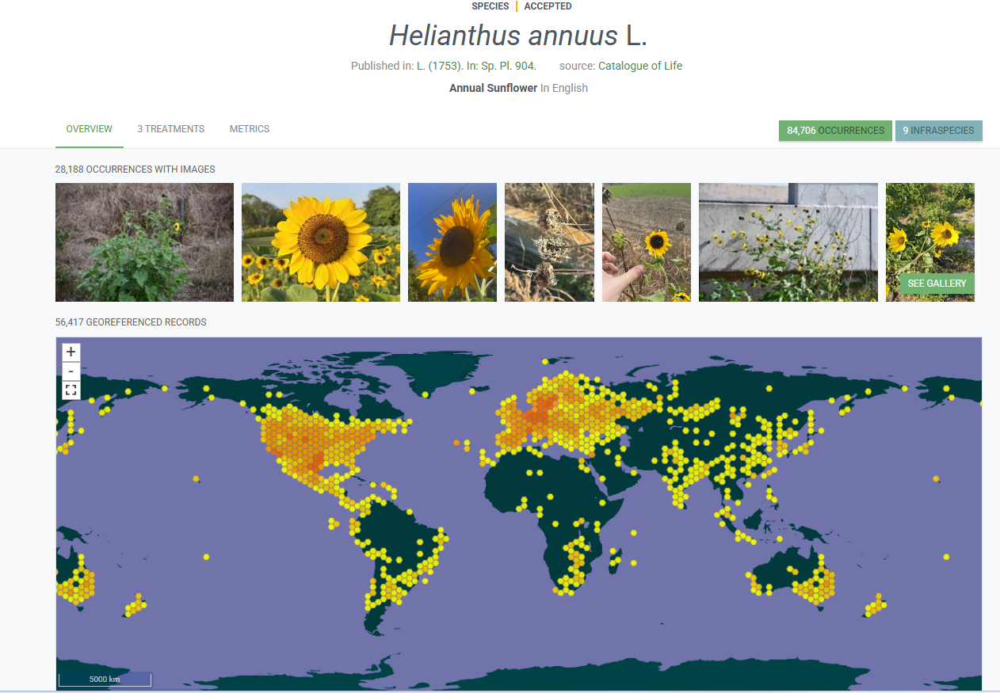 SPECIES | ACCEPTED
Helianthus annuus L.
Published in: L. (1753). In: Sp. Pl. 904. source: Catalogue of Life
Annual Sunflower In English
OVERVIEW 3 TREATMENTS METRICS 84,706 OCCURRENCES 9 INFRASPECIES
28,188 OCCURRENCES WITH IMAGES
SEE GALLERY
56,417 GEOREFERENCED RECORDS
+
-
5000 km